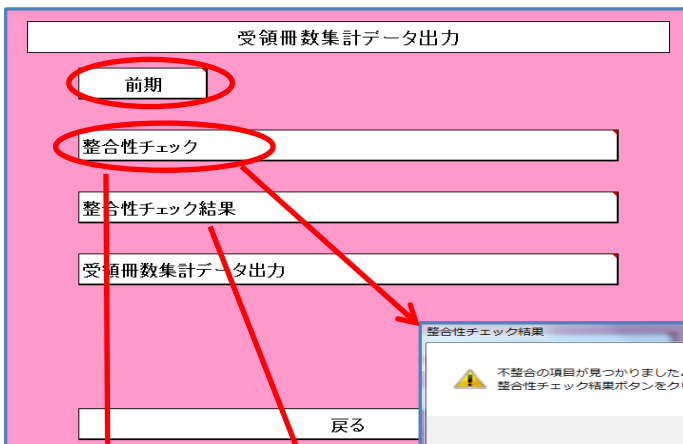 受領冊数集計データ出力
前期
整合性チェック
整合性チェック結果
受領冊数集計データ出力
整合性チェック結果
不整合の項目が見つかりました。
整合性チェック結果ボタンをク
戻る